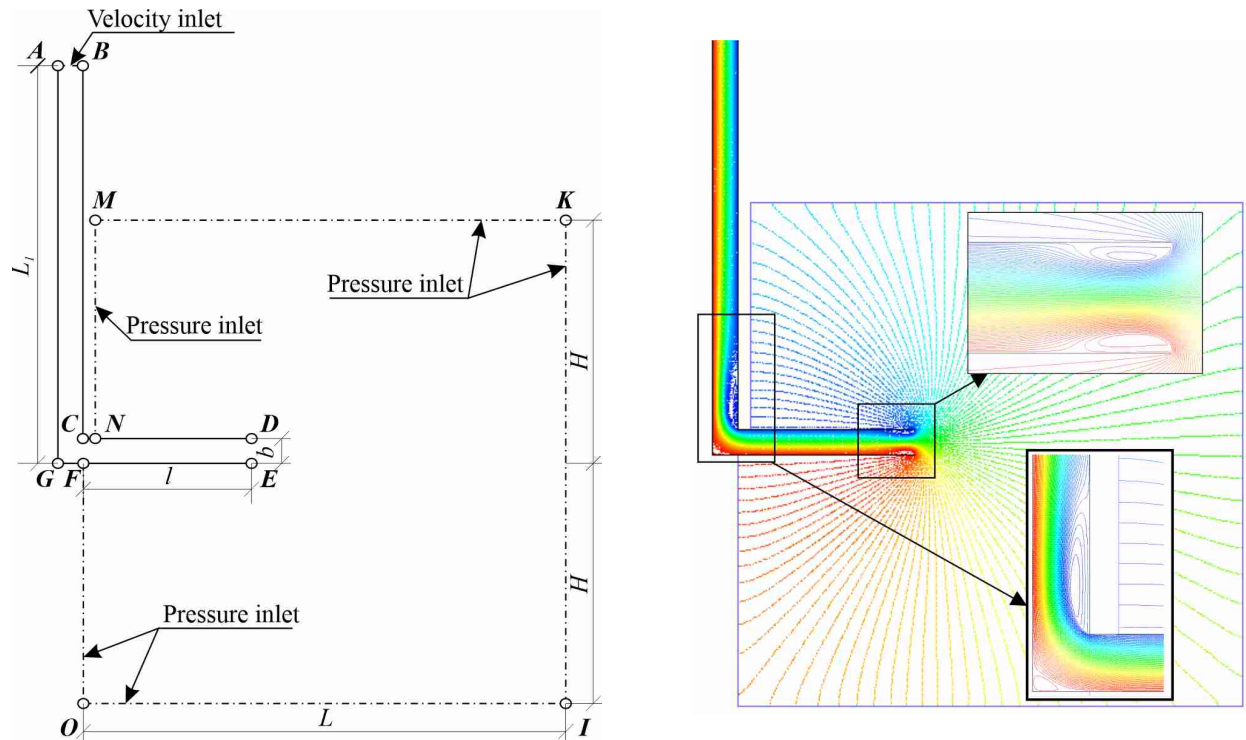 Velocity inlet
A B
M K
L₁
Pressure inlet
Pressure inlet
H
C N D
b
G F l E
H
Pressure inlet
L
O I